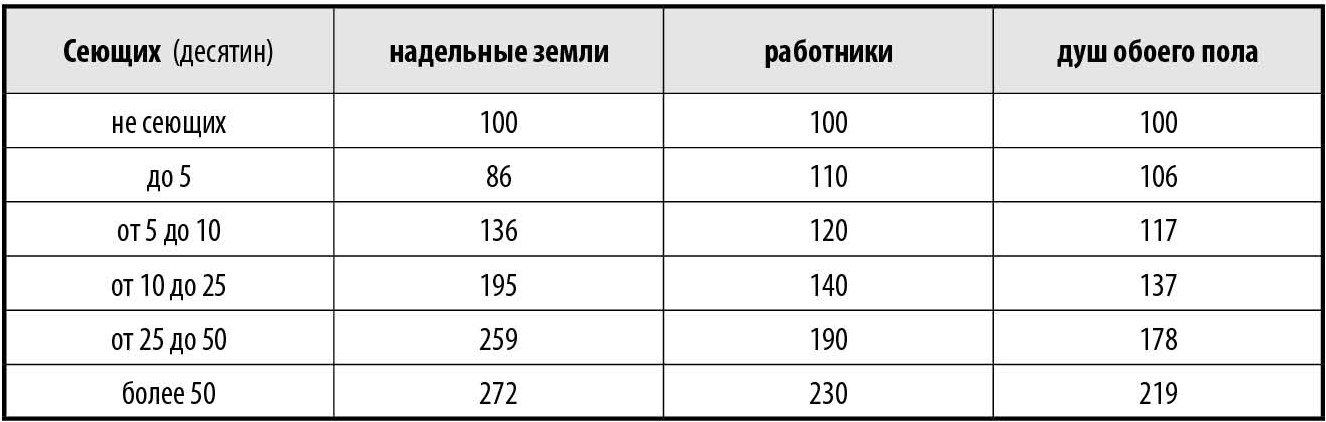 Сеющих (десятин) надельные земли работники душ обоего пола
не сеющих 100 100 100
до 5 86 110 106
от 5 до 10 136 120 117
от 10 до 25 195 140 137
от 25 до 50 259 190 178
более 50 272 230 219